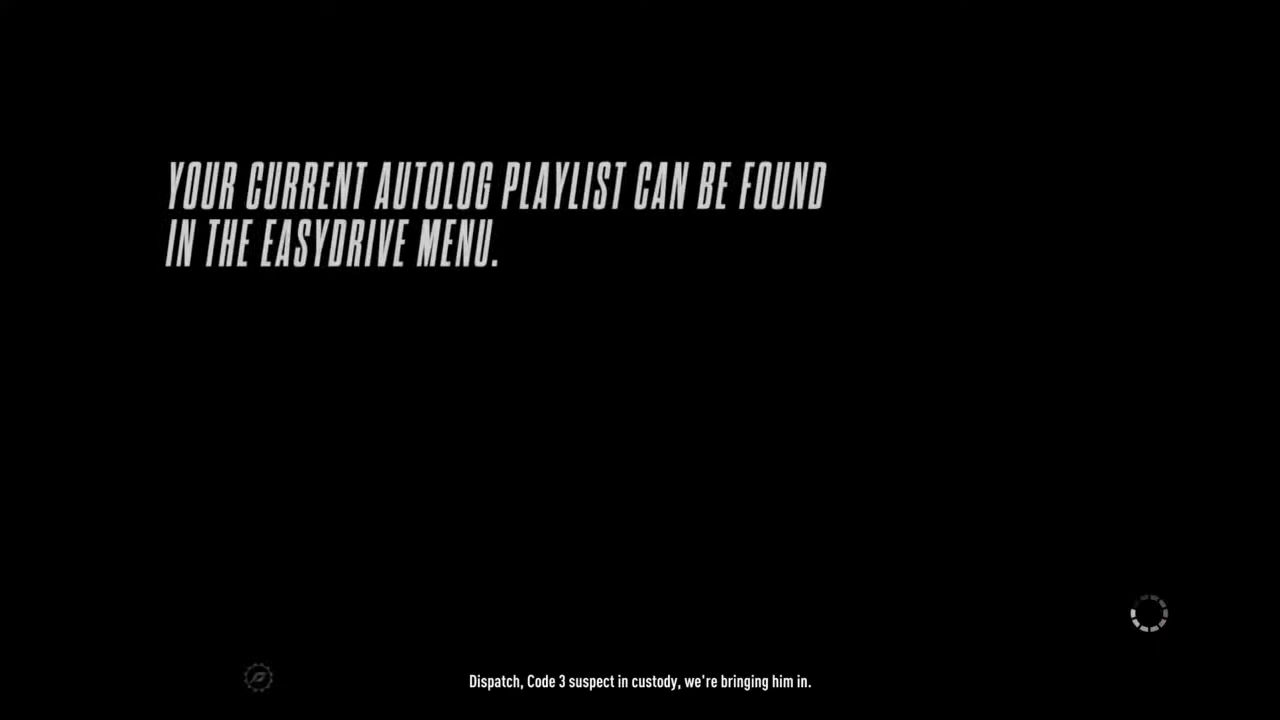 YOUR CURRENT AUTOLOG PLAYLIST CAN BE FOUND
IN THE EASYDRIVE MENU.
Dispatch, Code 3 suspect in custody, we're bringing him in.